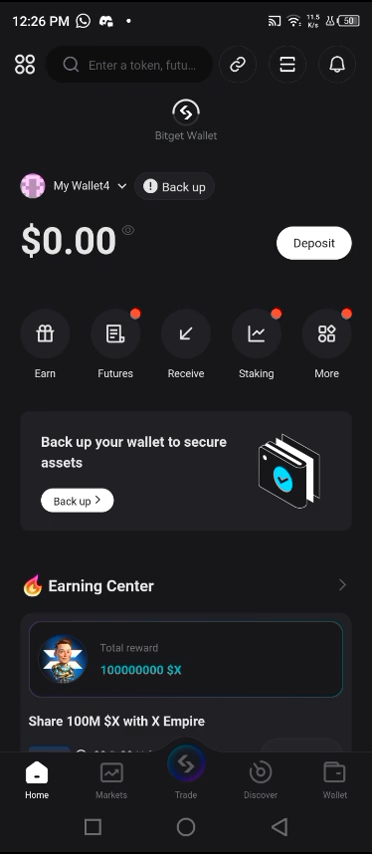 12:26 PM
11.5
K/s
50
Enter a token, futu...
Bitget Wallet
My Wallet4
Back up
$0.00
Deposit
Earn
Futures
Receive
Staking
More
Back up your wallet to secure
assets
Back up
Earning Center
Total reward
100000000 $X
Share 100M $X with X Empire
Home
Markets
Trade
Discover
Wallet